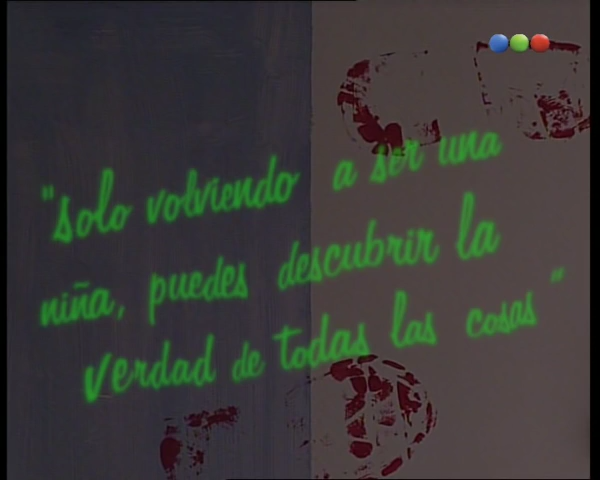 "solo volviendo a ser una
niña, puedes descubrir la
verdad de todas las cosas"